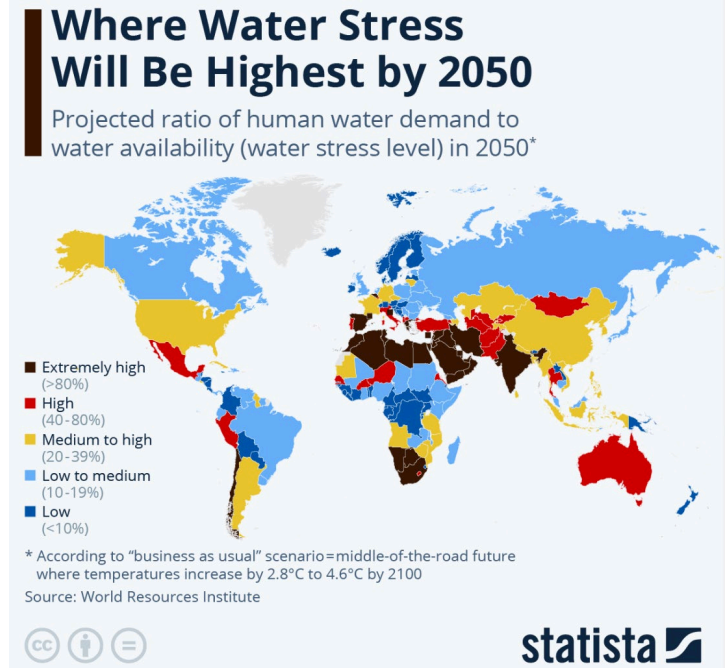 Where Water Stress
Will Be Highest by 2050
Projected ratio of human water demand to
water availability (water stress level) in 2050*
Extremely high
(>80%)
High
(40-80%)
Medium to high
(20-39%)
Low to medium
(10-19%)
Low
(<10%)
* According to “business as usual” scenario=middle-of-the-road future
where temperatures increase by 2.8°C to 4.6°C by 2100
Source: World Resources Institute
cc
=
statista